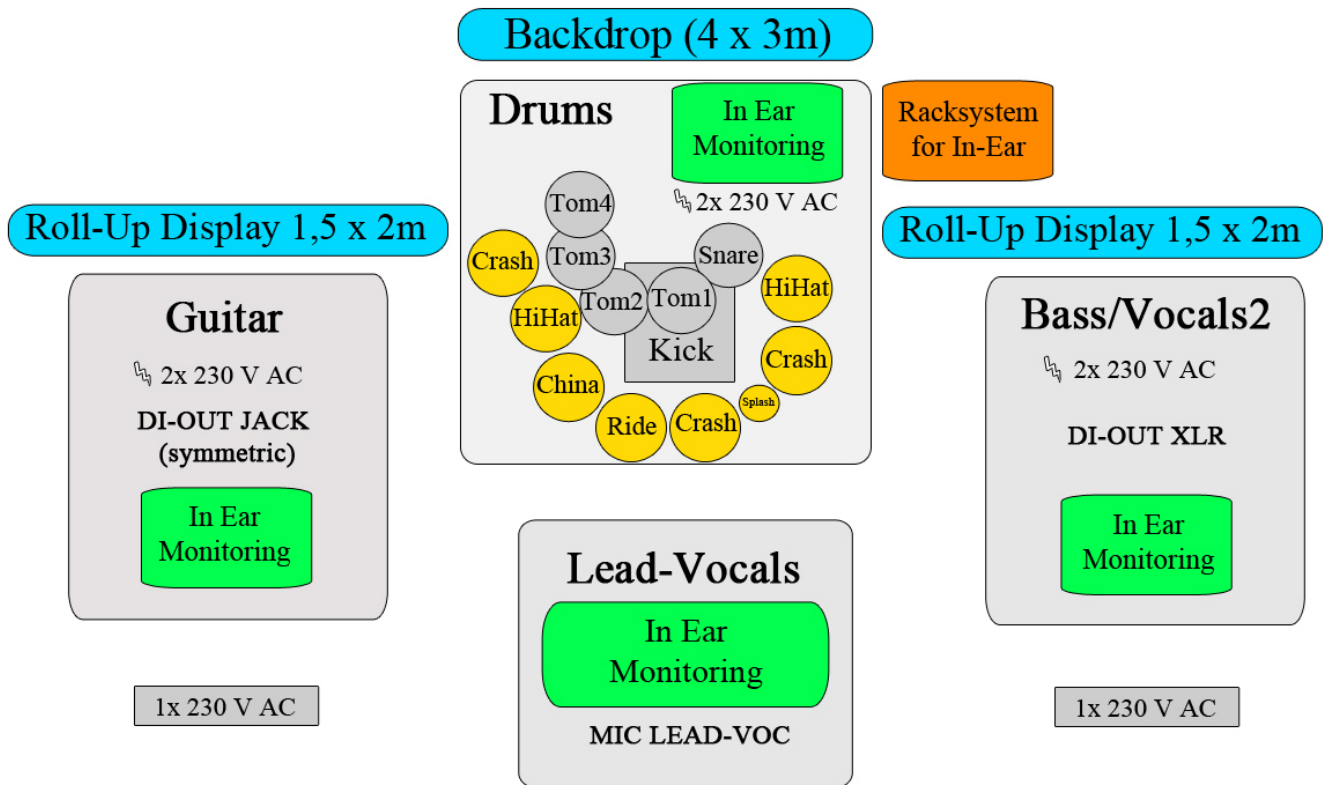 Backdrop (4 x 3m)
Drums
In Ear
Monitoring
2x 230 V AC
Racksystem
for In-Ear
Tom4
Tom3
Tom2
Tom1
Snare
Kick
Crash
HiHat
China
Ride
Crash
Splash
Crash
HiHat
Roll-Up Display 1,5 x 2m
Guitar
2x 230 V AC
DI-OUT JACK
(symmetric)
In Ear
Monitoring
1x 230 V AC
Lead-Vocals
In Ear
Monitoring
MIC LEAD-VOC
Roll-Up Display 1,5 x 2m
Bass/Vocals2
2x 230 V AC
DI-OUT XLR
In Ear
Monitoring
1x 230 V AC